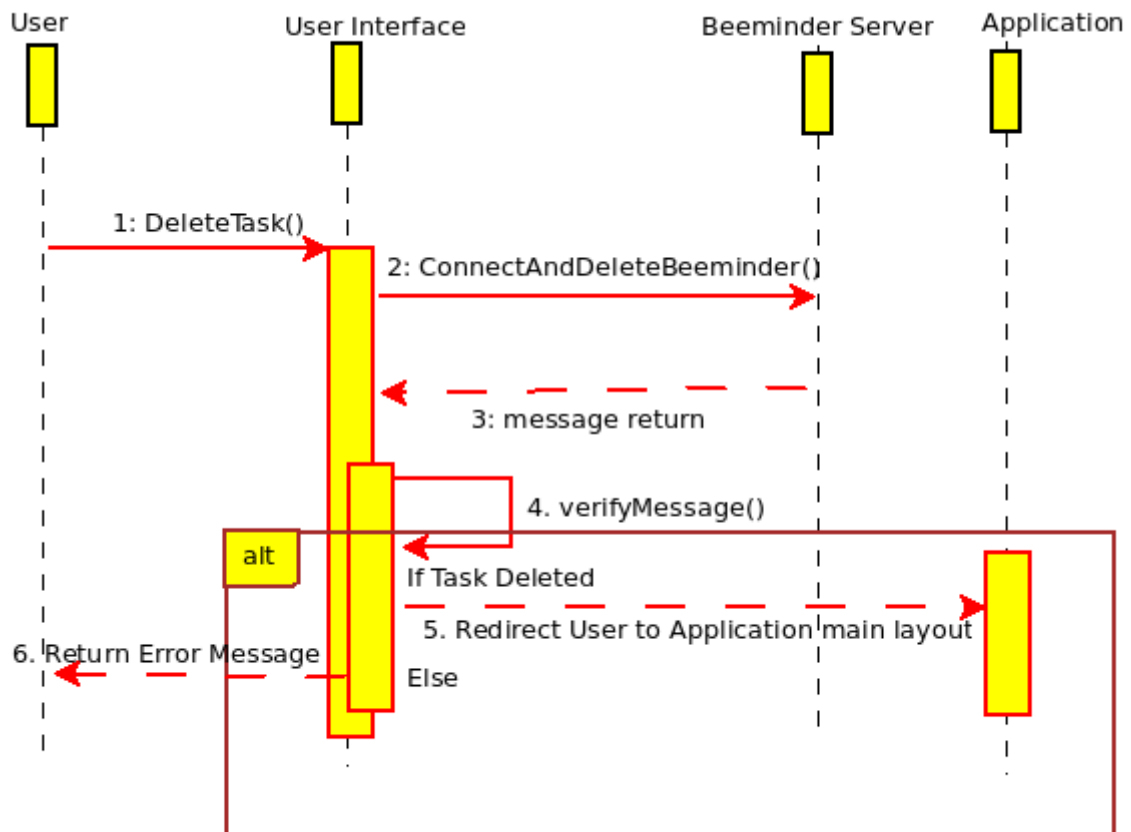 User
User Interface
Beeminder Server
Application
1: DeleteTask()
2: ConnectAndDeleteBeeminder()
3: message return
4. verifyMessage()
alt
If Task Deleted
5. Redirect User to Application main layout
6. Return Error Message
Else